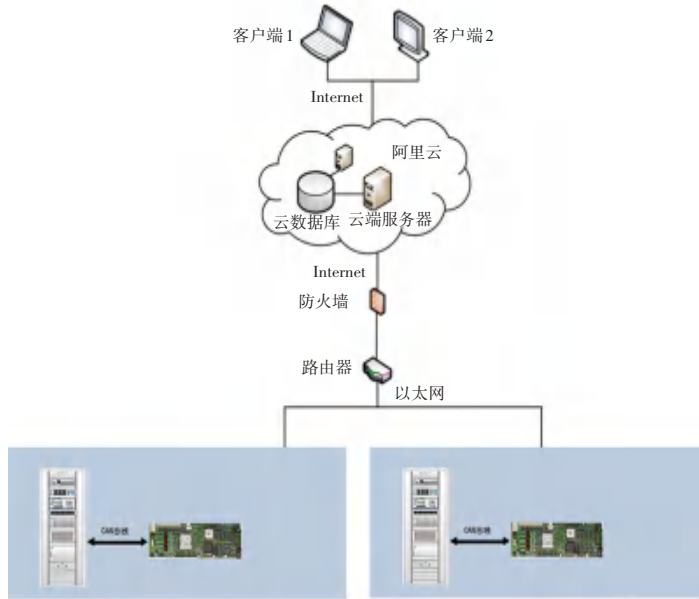 客户端1
客户端2
Internet
阿里云
云数据库
云端服务器
Internet
防火墙
路由器
以太网
CAN总线
CAN总线